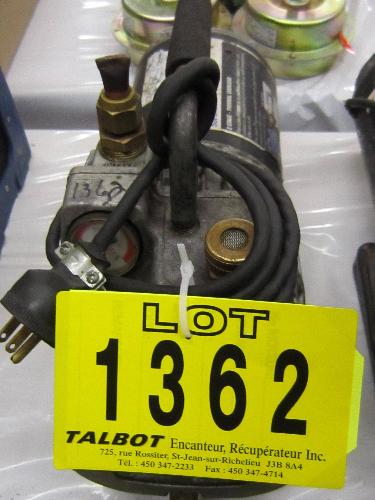 1362
LOT
1362
TALBOT Encanteur, Récupérateur Inc.
725, rue Rossiter, St-Jean-sur-Richelieu J3B 8A4
Tél. : 450 347-2233 Fax : 450 347-4714